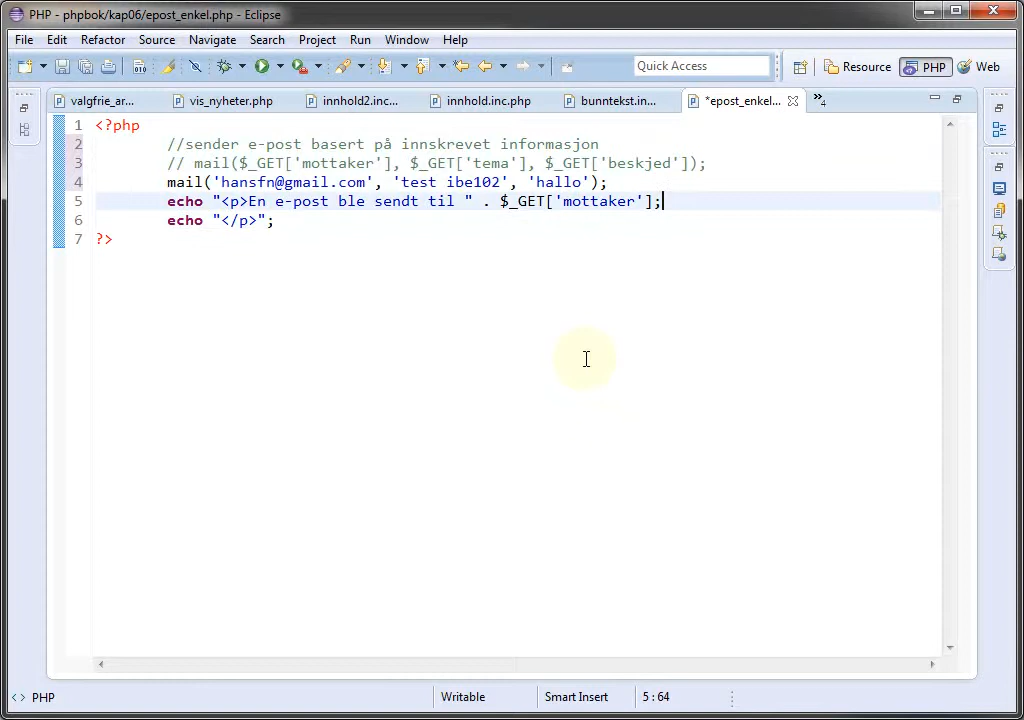 PHP - phpbok/kap06/epost_enkel.php - Eclipse
File Edit Refactor Source Navigate Search Project Run Window Help
Quick Access Resource PHP Web
valgfrie_ar... vis_nyheter.php innhold2.inc... innhold.inc.php bunntekst.in... *epost_enkel... »4
1 <?php
2 //sender e-post basert på innskrevet informasjon
3 // mail($_GET['mottaker'], $_GET['tema'], $_GET['beskjed']);
4 mail('hansfn@gmail.com', 'test ibe102', 'hallo');
5 echo "<p>En e-post ble sendt til " . $_GET['mottaker'];
6 echo "</p>";
7 ?>
<> PHP Writable Smart Insert 5:64